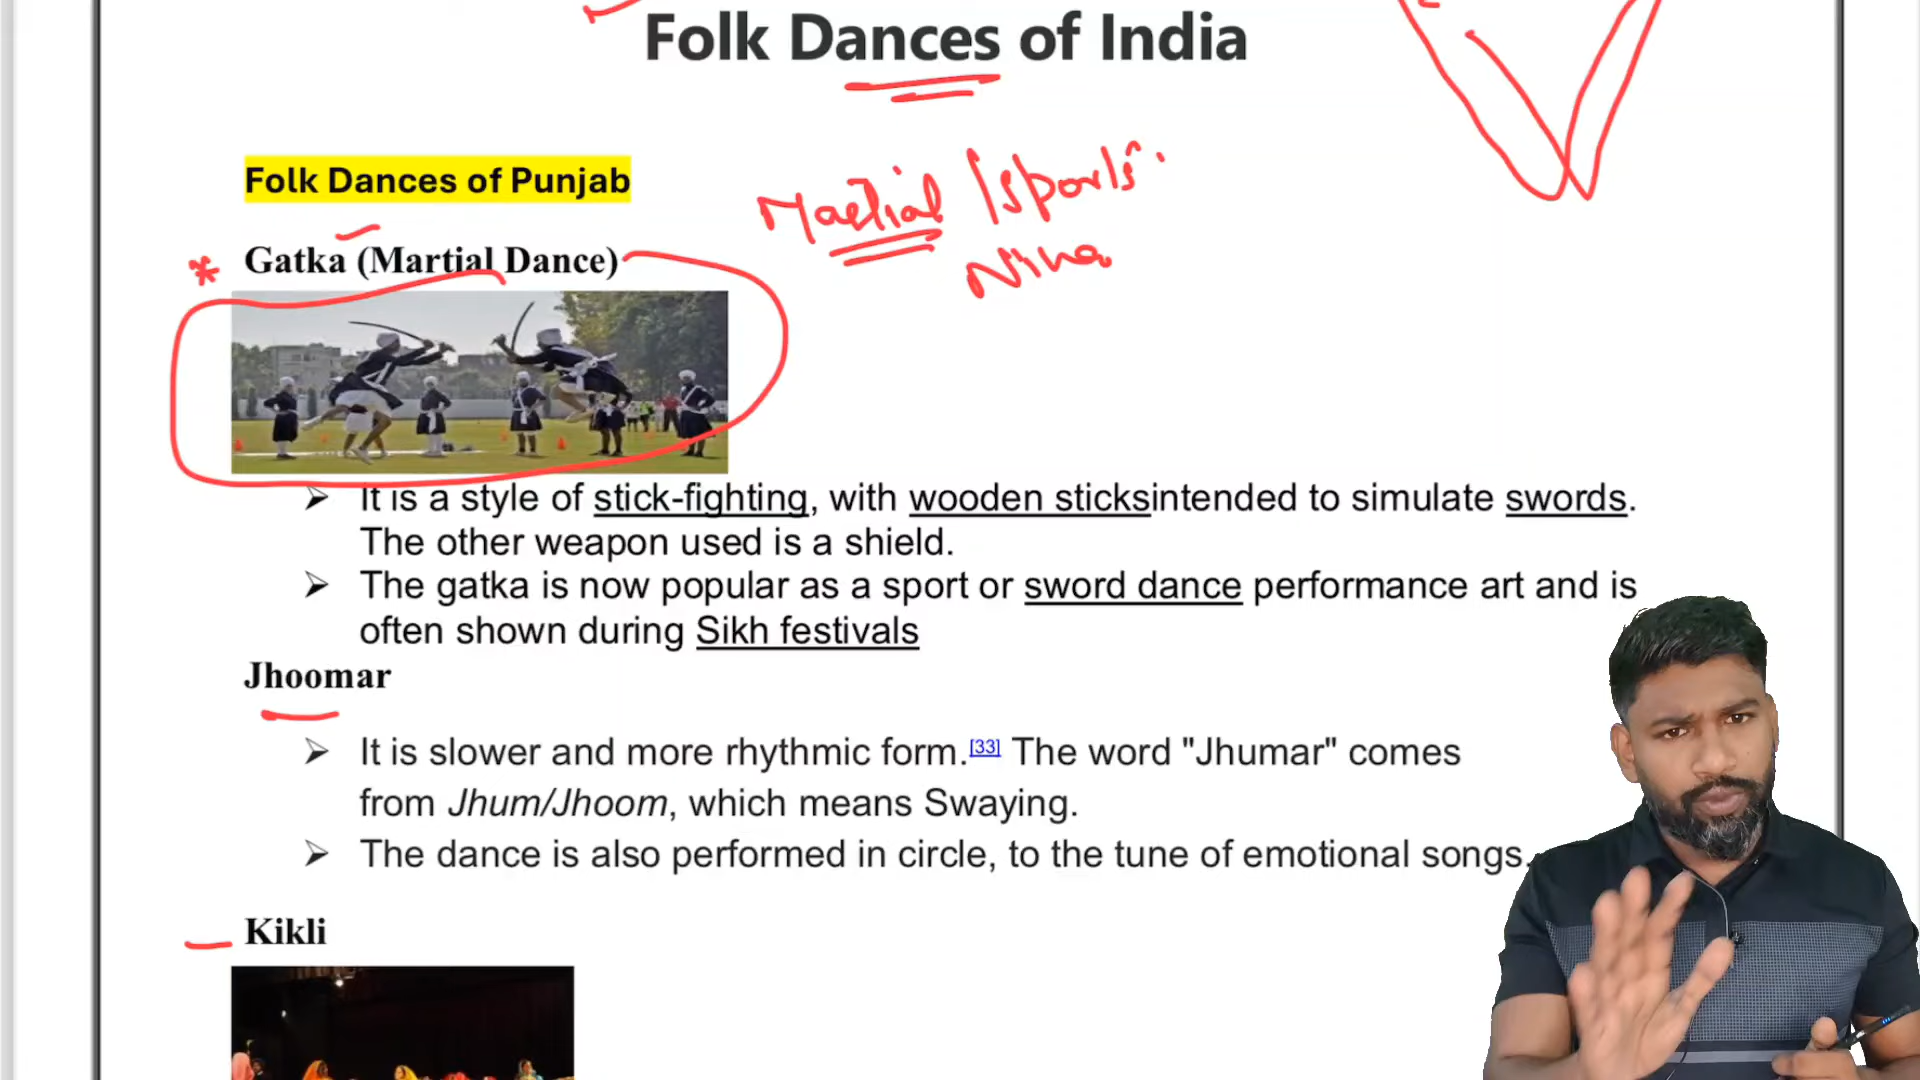 Folk Dances of India
Folk Dances of Punjab
Martial / sports
Gatka (Martial Dance)
Niha
➢ It is a style of stick-fighting, with wooden sticksintended to simulate swords.
The other weapon used is a shield.
➢ The gatka is now popular as a sport or sword dance performance art and is
often shown during Sikh festivals
Jhoomar
➢ It is slower and more rhythmic form.[33] The word "Jhumar" comes
from Jhum/Jhoom, which means Swaying.
➢ The dance is also performed in circle, to the tune of emotional songs.
Kikli